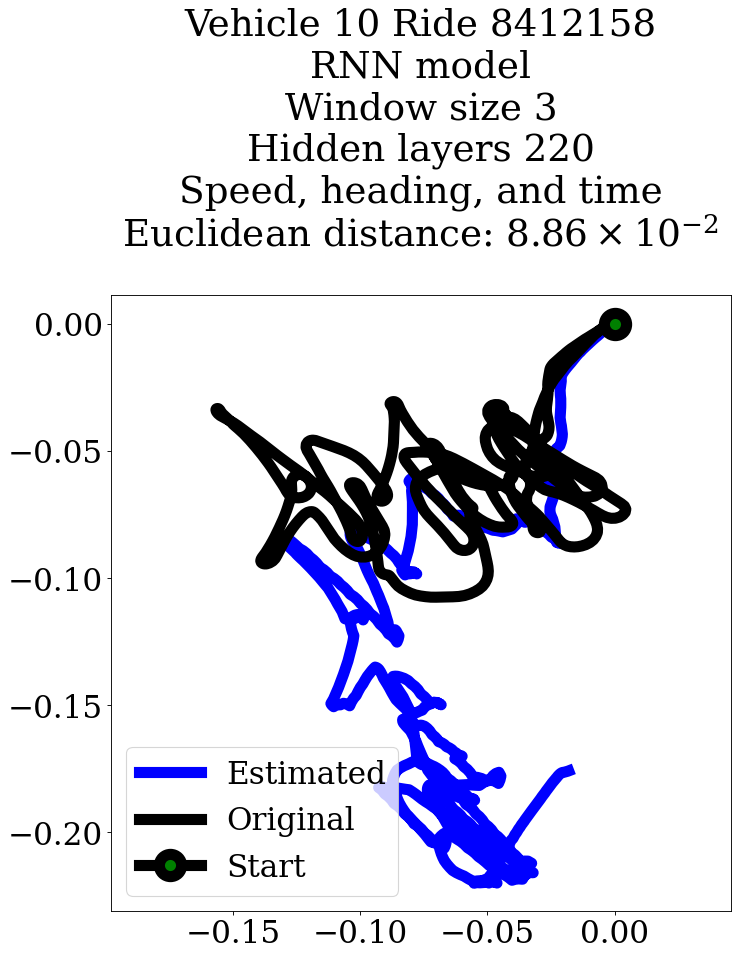 Vehicle 10 Ride 8412158
RNN model
Window size 3
Hidden layers 220
Speed, heading, and time
Euclidean distance: 8.86 × 10⁻²
0.00
−0.05
−0.10
−0.15
−0.20
Estimated
Original
Start
−0.15 −0.10 −0.05 0.00